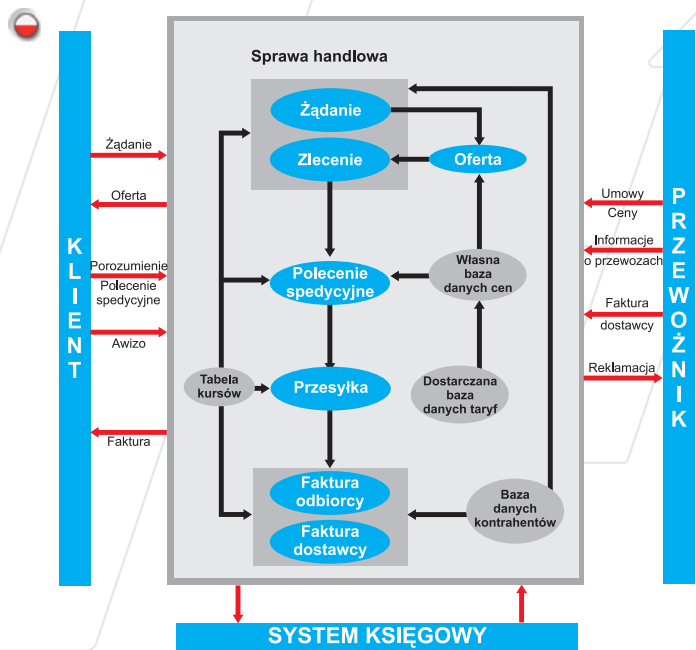 Sprawa handlowa
Żądanie
Zlecenie
Oferta
Żądanie
Oferta
Porozumienie
Polecenie
spedycyjne
Awizo
Faktura
KLIENT
Polecenie
spedycyjne
Własna
baza
danych cen
Tabela
kursów
Przesyłka
Dostarczana
baza
danych taryf
Faktura
odbiorcy
Faktura
dostawcy
Baza
danych
kontrahentów
Umowy
Ceny
Informacje
o przewozach
Faktura
dostawcy
Reklamacja
PRZEWOŹNIK
SYSTEM KSIĘGOWY